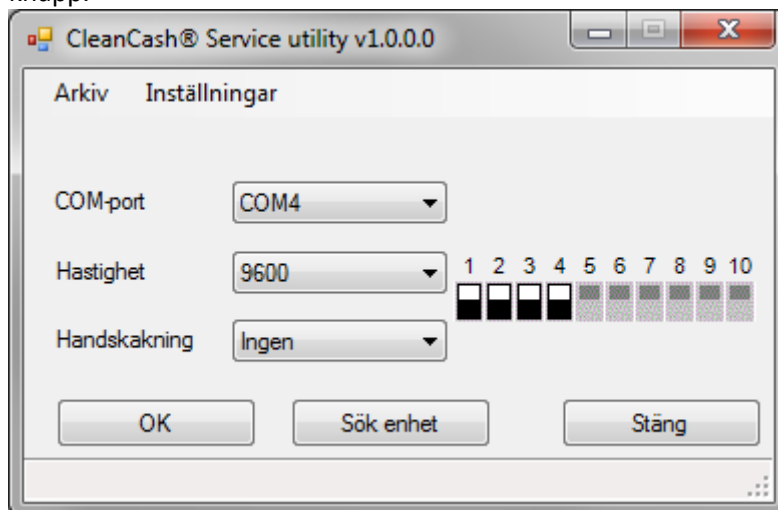 knapp.
CleanCash® Service utility v1.0.0.0
Arkiv Inställningar
COM-port COM4
Hastighet 9600 1 2 3 4 5 6 7 8 9 10
Handskakning Ingen
OK Sök enhet Stäng